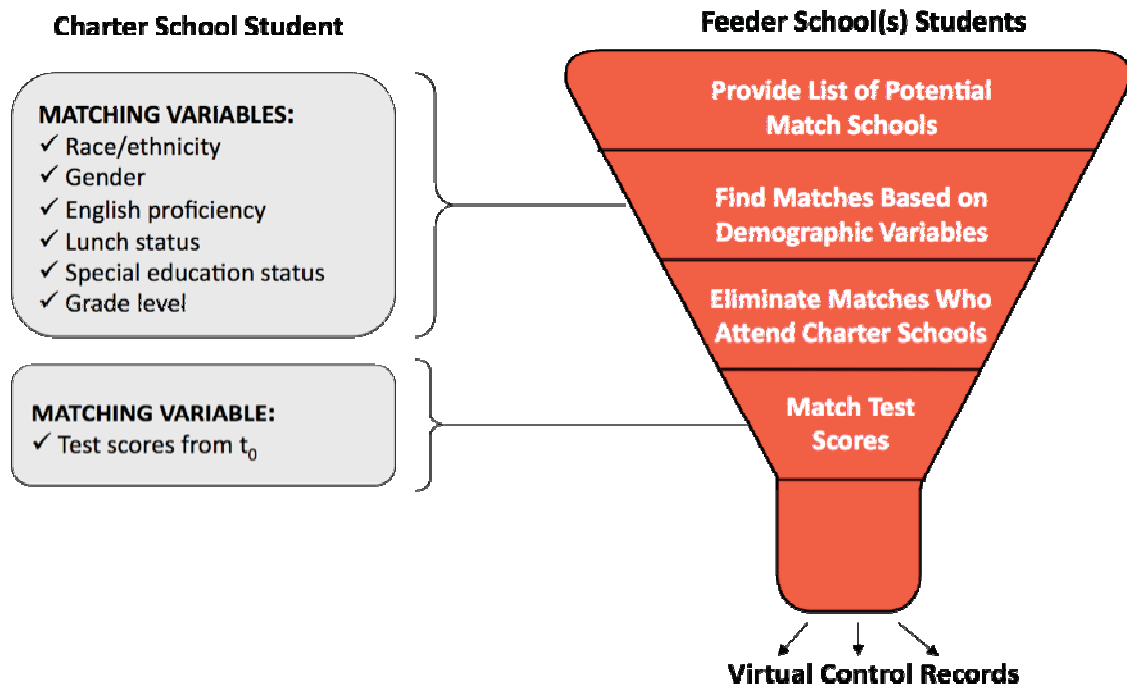 Charter School Student
MATCHING VARIABLES:
✓ Race/ethnicity
✓ Gender
✓ English proficiency
✓ Lunch status
✓ Special education status
✓ Grade level
MATCHING VARIABLE:
✓ Test scores from t₀
Feeder School(s) Students
Provide List of Potential
Match Schools
Find Matches Based on
Demographic Variables
Eliminate Matches Who
Attend Charter Schools
Match Test
Scores
Virtual Control Records